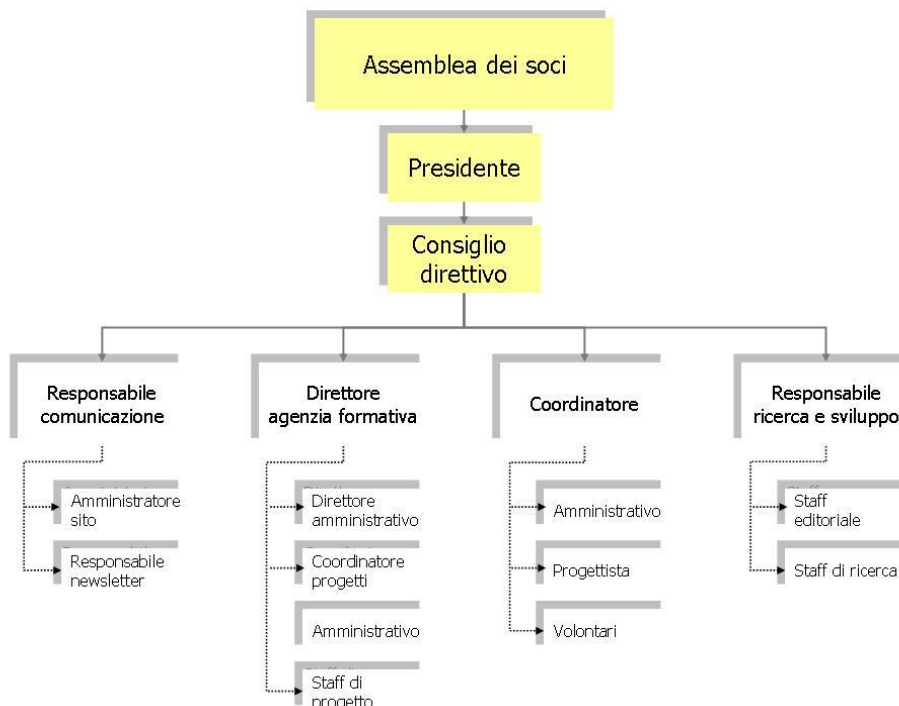 Assemblea dei soci
Presidente
Consiglio
direttivo
Responsabile
comunicazione
Amministratore
sito
Responsabile
newsletter
Direttore
agenzia formativa
Direttore
amministrativo
Coordinatore
progetti
Amministrativo
Staff di
progetto
Coordinatore
Amministrativo
Progettista
Volontari
Responsabile
ricerca e sviluppo
Staff
editoriale
Staff di ricerca